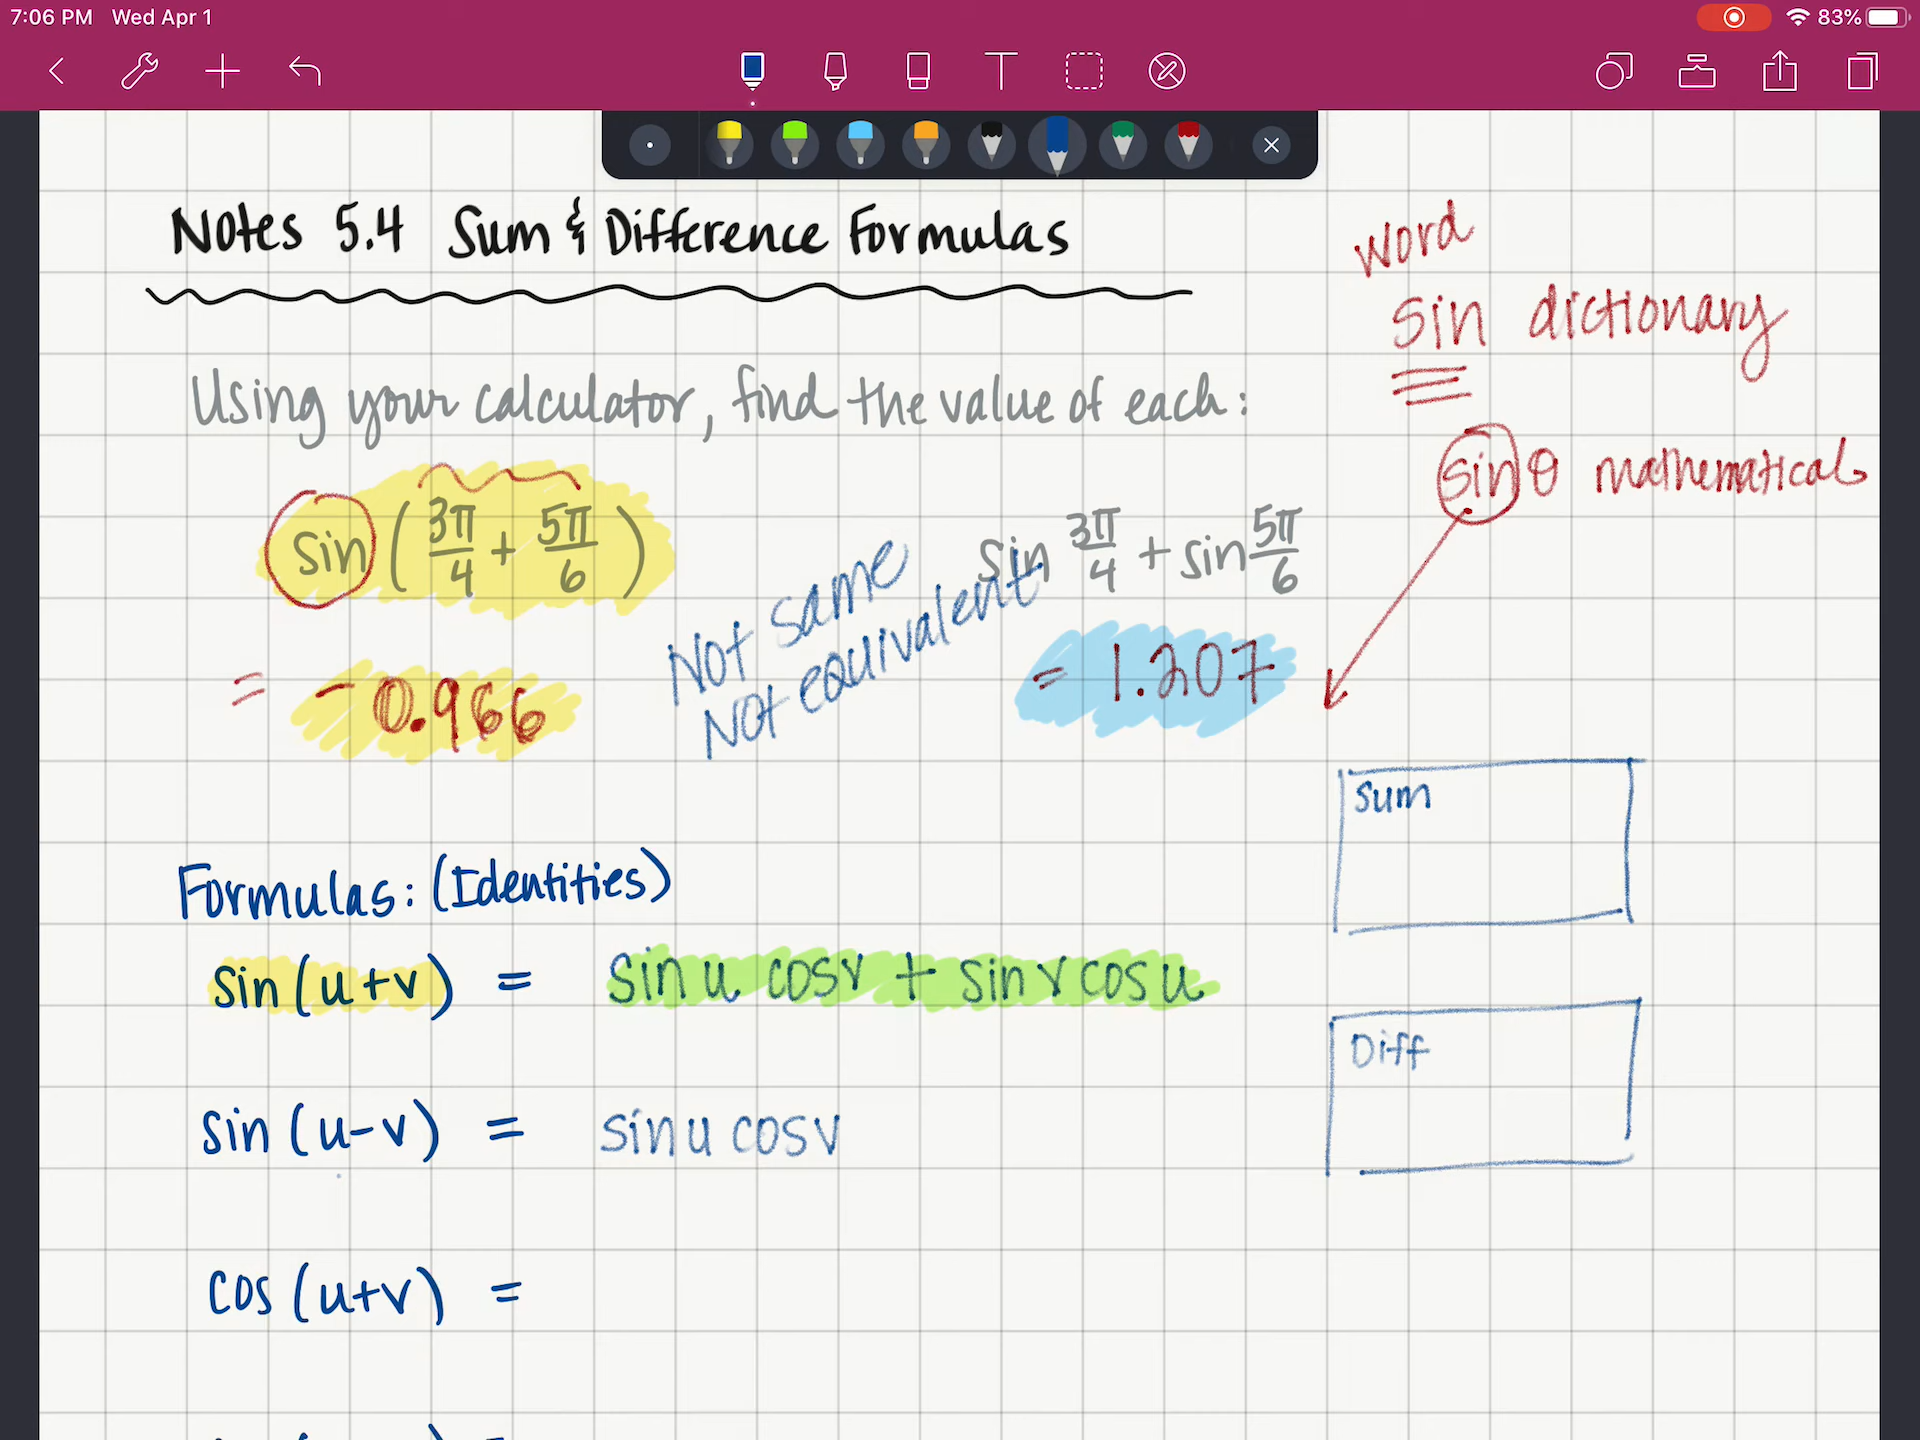 7:06 PM Wed Apr 1
83%
Notes 5.4 Sum & Difference Formulas
word
sin dictionary
Using your calculator, find the value of each:
sin θ mathematical
sin (3π/4 + 5π/6)
sin 3π/4 + sin 5π/6
Not same
Not equivalent
= -0.966
= 1.207
Sum
Formulas: (Identities)
sin (u+v) = sin u cos v + sin v cos u
Diff
sin (u-v) = sin u cos v
cos (u+v) =